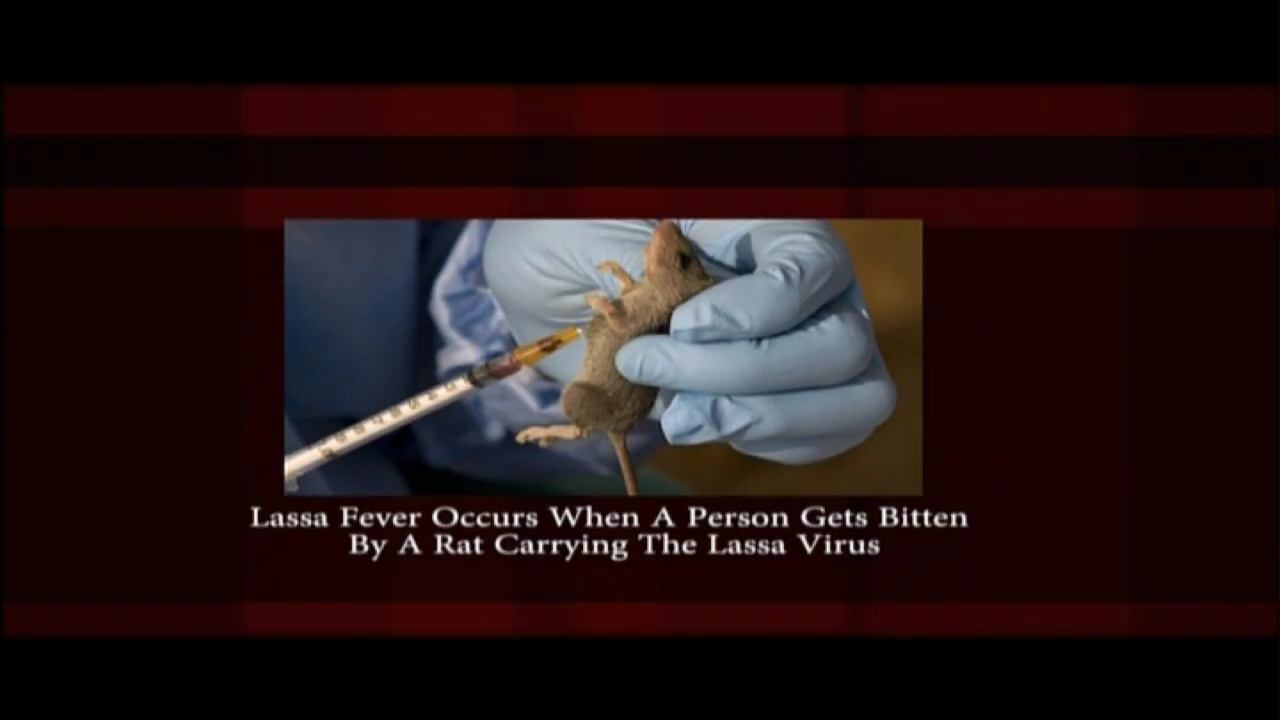 Lassa Fever Occurs When A Person Gets Bitten
By A Rat Carrying The Lassa Virus